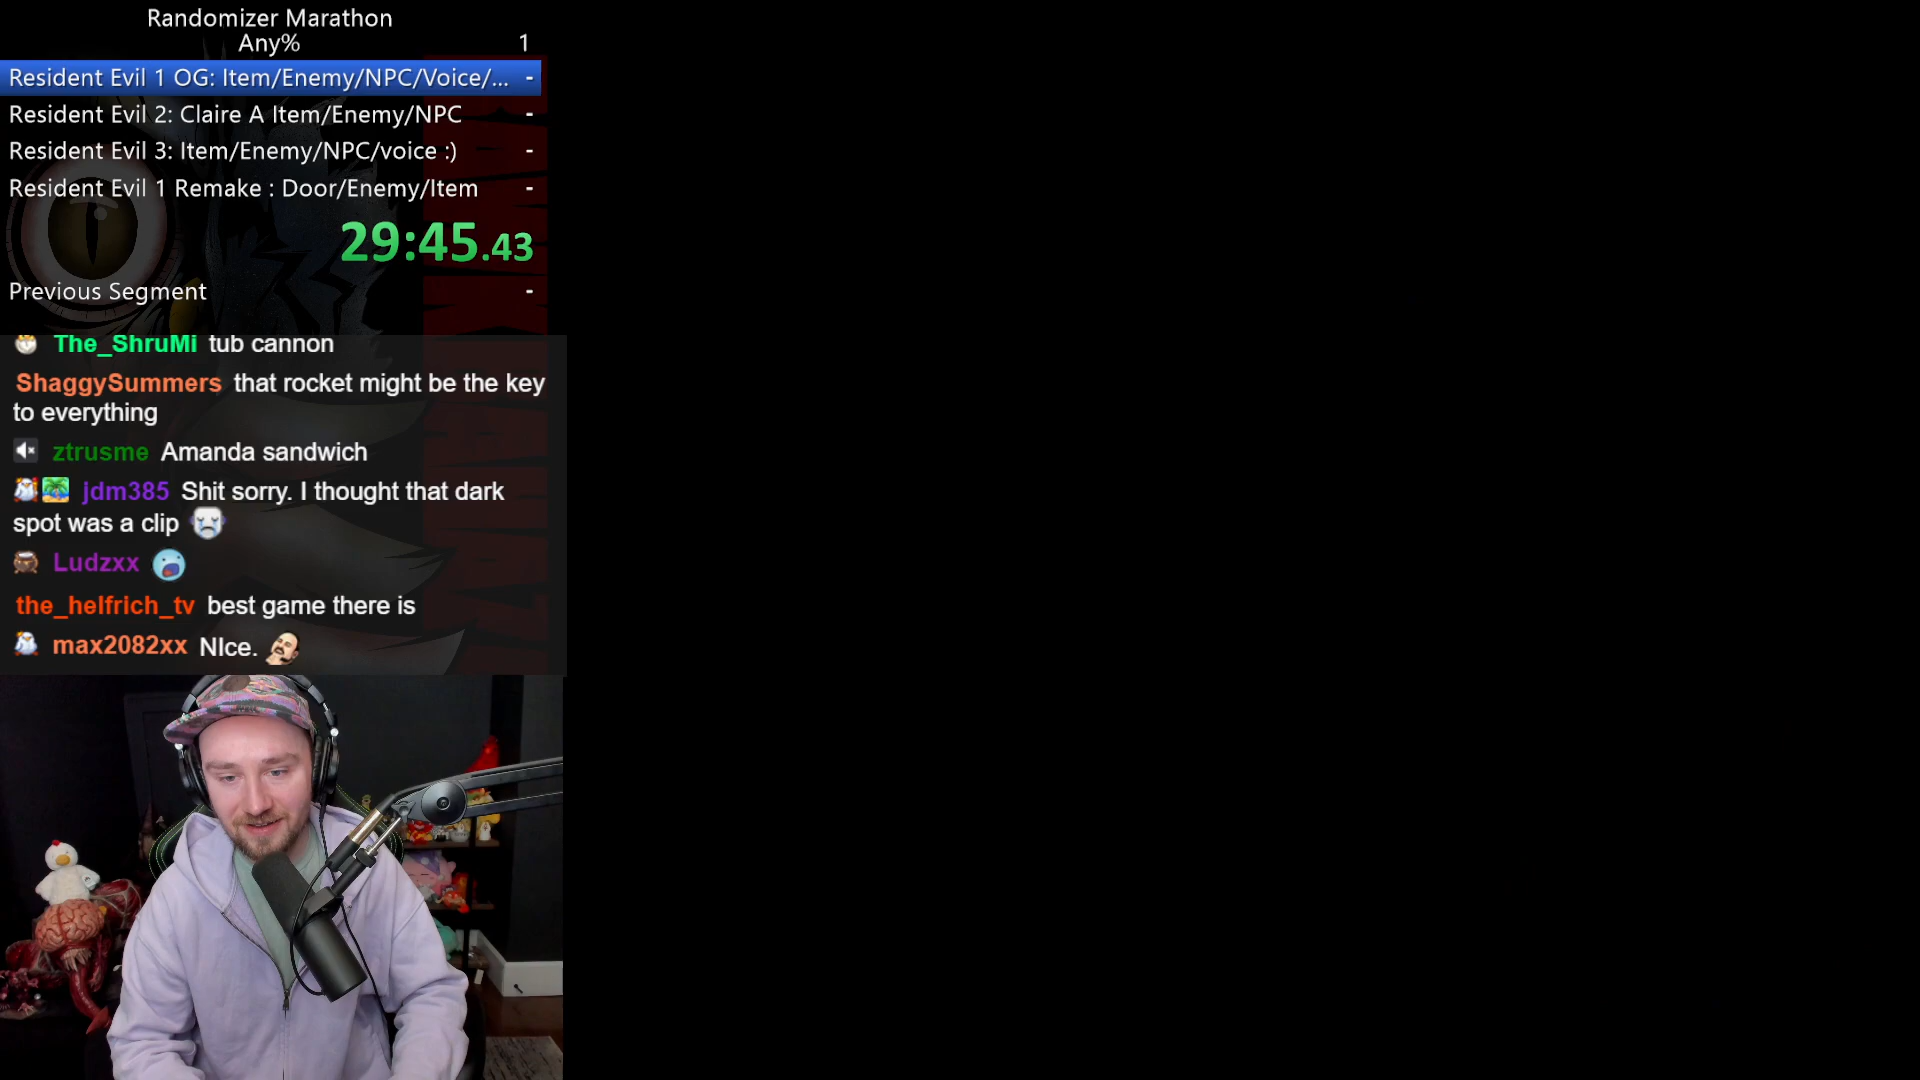 Randomizer Marathon
Any% 1
Resident Evil 1 OG: Item/Enemy/NPC/Voice/... -
Resident Evil 2: Claire A Item/Enemy/NPC -
Resident Evil 3: Item/Enemy/NPC/voice :) -
Resident Evil 1 Remake : Door/Enemy/Item -
29:45.43
Previous Segment -
The_ShruMi tub cannon
ShaggySummers that rocket might be the key
to everything
ztrusme Amanda sandwich
jdm385 Shit sorry. I thought that dark
spot was a clip
Ludzxx
the_helfrich_tv best game there is
max2082xx NIce.